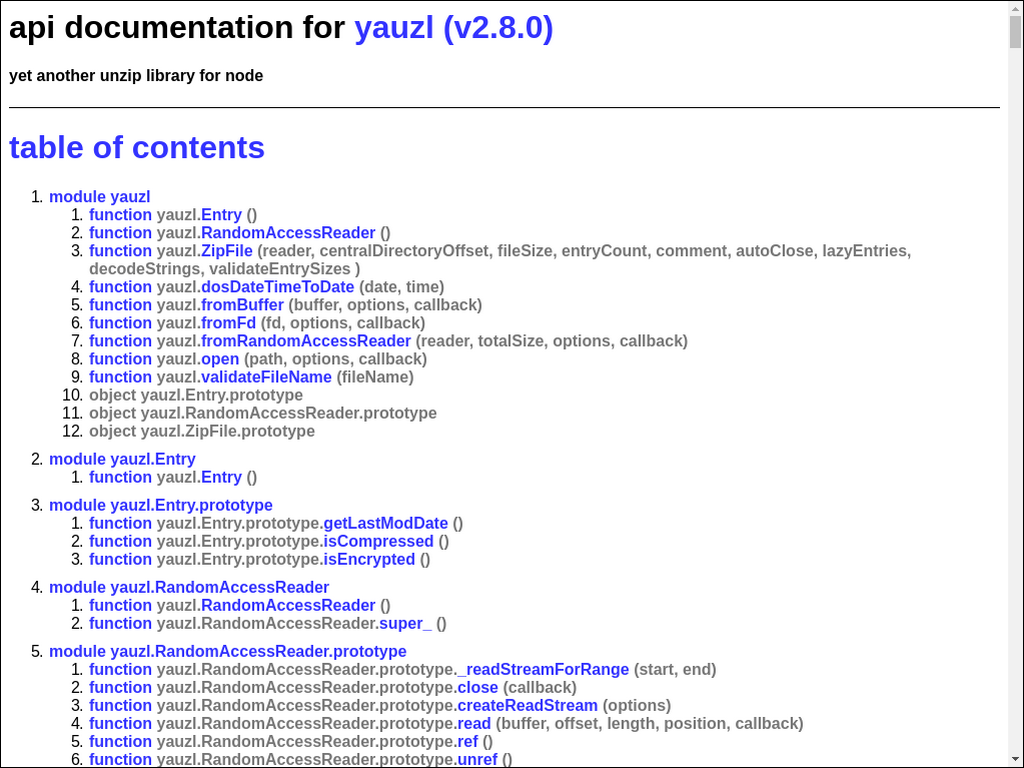 api documentation for yauzl (v2.8.0)
yet another unzip library for node
table of contents
1. module yauzl
1. function yauzl.Entry ()
2. function yauzl.RandomAccessReader ()
3. function yauzl.ZipFile (reader, centralDirectoryOffset, fileSize, entryCount, comment, autoClose, lazyEntries,
decodeStrings, validateEntrySizes )
4. function yauzl.dosDateTimeToDate (date, time)
5. function yauzl.fromBuffer (buffer, options, callback)
6. function yauzl.fromFd (fd, options, callback)
7. function yauzl.fromRandomAccessReader (reader, totalSize, options, callback)
8. function yauzl.open (path, options, callback)
9. function yauzl.validateFileName (fileName)
10. object yauzl.Entry.prototype
11. object yauzl.RandomAccessReader.prototype
12. object yauzl.ZipFile.prototype
2. module yauzl.Entry
1. function yauzl.Entry ()
3. module yauzl.Entry.prototype
1. function yauzl.Entry.prototype.getLastModDate ()
2. function yauzl.Entry.prototype.isCompressed ()
3. function yauzl.Entry.prototype.isEncrypted ()
4. module yauzl.RandomAccessReader
1. function yauzl.RandomAccessReader ()
2. function yauzl.RandomAccessReader.super_ ()
5. module yauzl.RandomAccessReader.prototype
1. function yauzl.RandomAccessReader.prototype._readStreamForRange (start, end)
2. function yauzl.RandomAccessReader.prototype.close (callback)
3. function yauzl.RandomAccessReader.prototype.createReadStream (options)
4. function yauzl.RandomAccessReader.prototype.read (buffer, offset, length, position, callback)
5. function yauzl.RandomAccessReader.prototype.ref ()
6. function yauzl.RandomAccessReader.prototype.unref ()